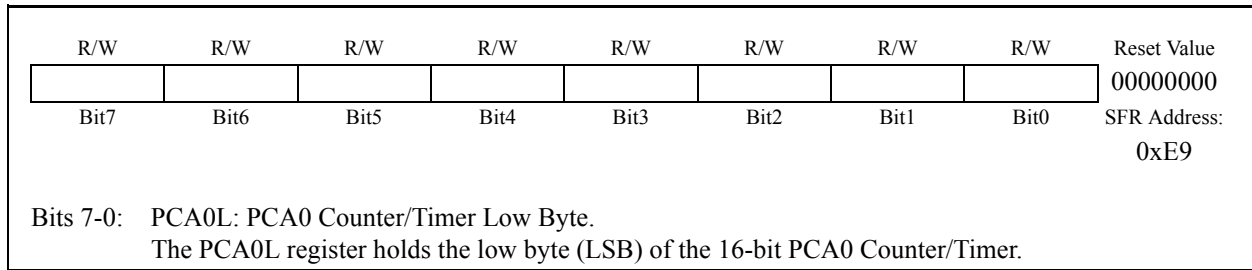 R/W R/W R/W R/W R/W R/W R/W R/W Reset Value
00000000
Bit7 Bit6 Bit5 Bit4 Bit3 Bit2 Bit1 Bit0 SFR Address:
0xE9
Bits 7-0: PCA0L: PCA0 Counter/Timer Low Byte.
The PCA0L register holds the low byte (LSB) of the 16-bit PCA0 Counter/Timer.